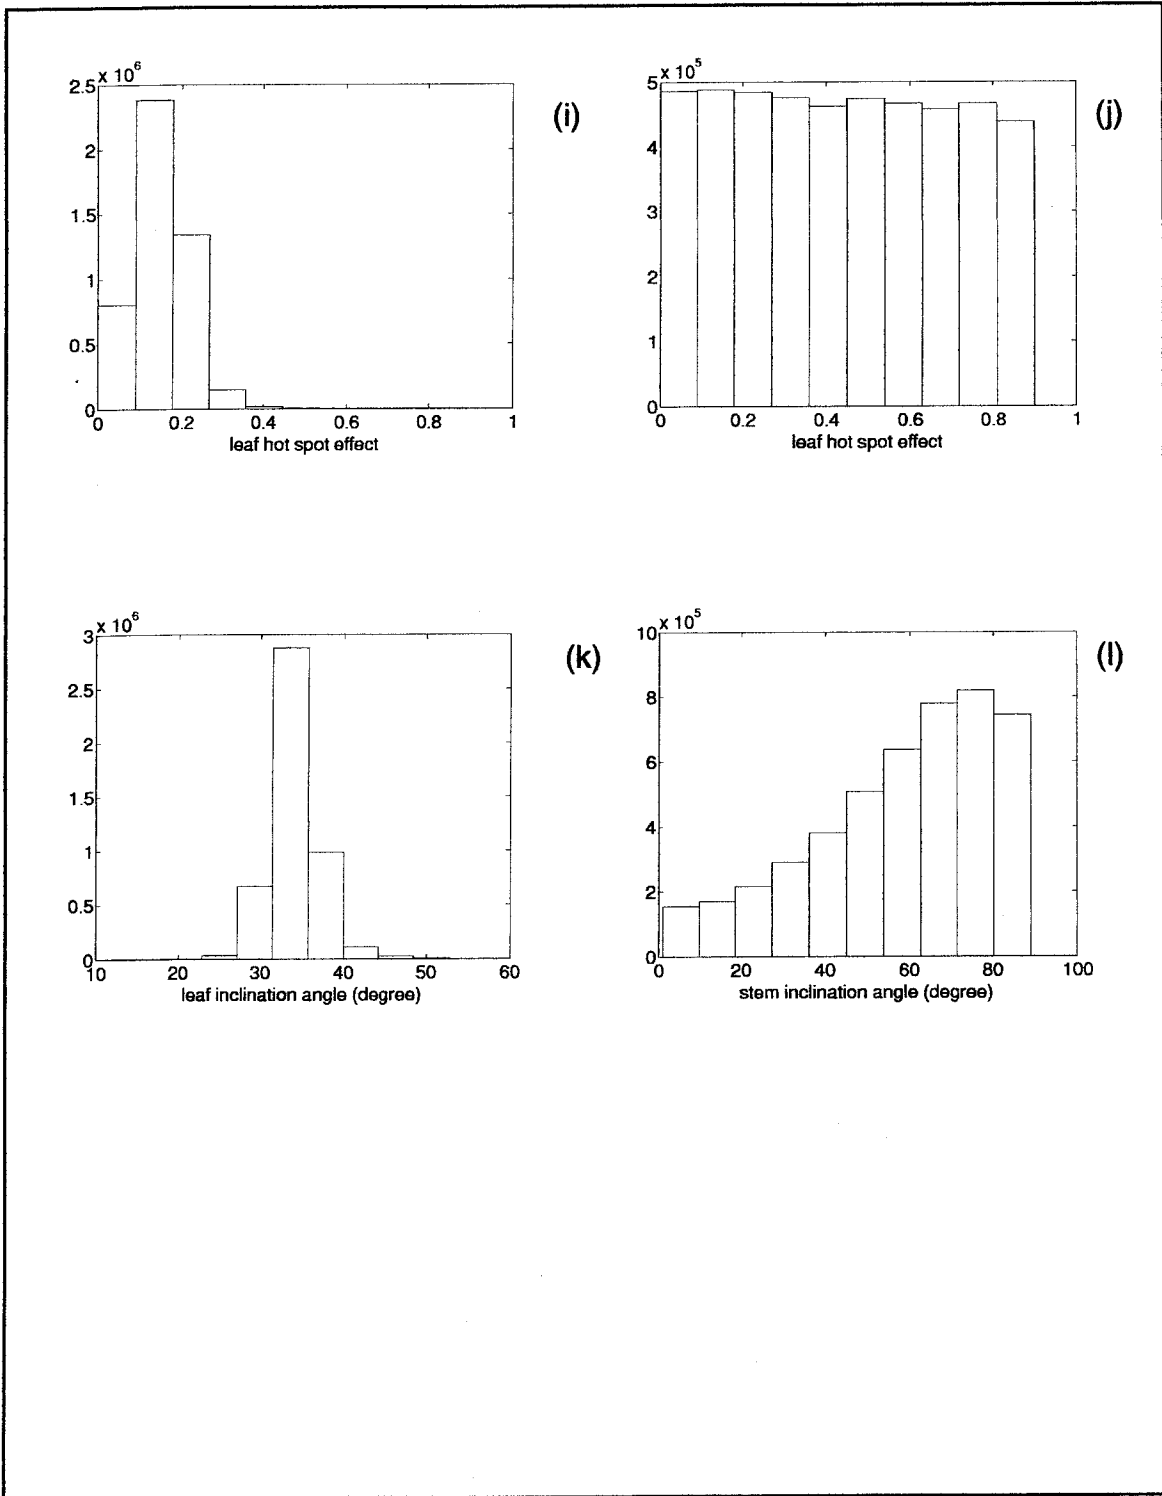 x 10^6
2.5
2
1.5
1
0.5
0
0 0.2 0.4 0.6 0.8 1
leaf hot spot effect
(i)
x 10^5
5
4
3
2
1
0
0 0.2 0.4 0.6 0.8 1
leaf hot spot effect
(j)
x 10^6
3
2.5
2
1.5
1
0.5
0
10 20 30 40 50 60
leaf inclination angle (degree)
(k)
x 10^5
10
8
6
4
2
0
0 20 40 60 80 100
stem inclination angle (degree)
(l)